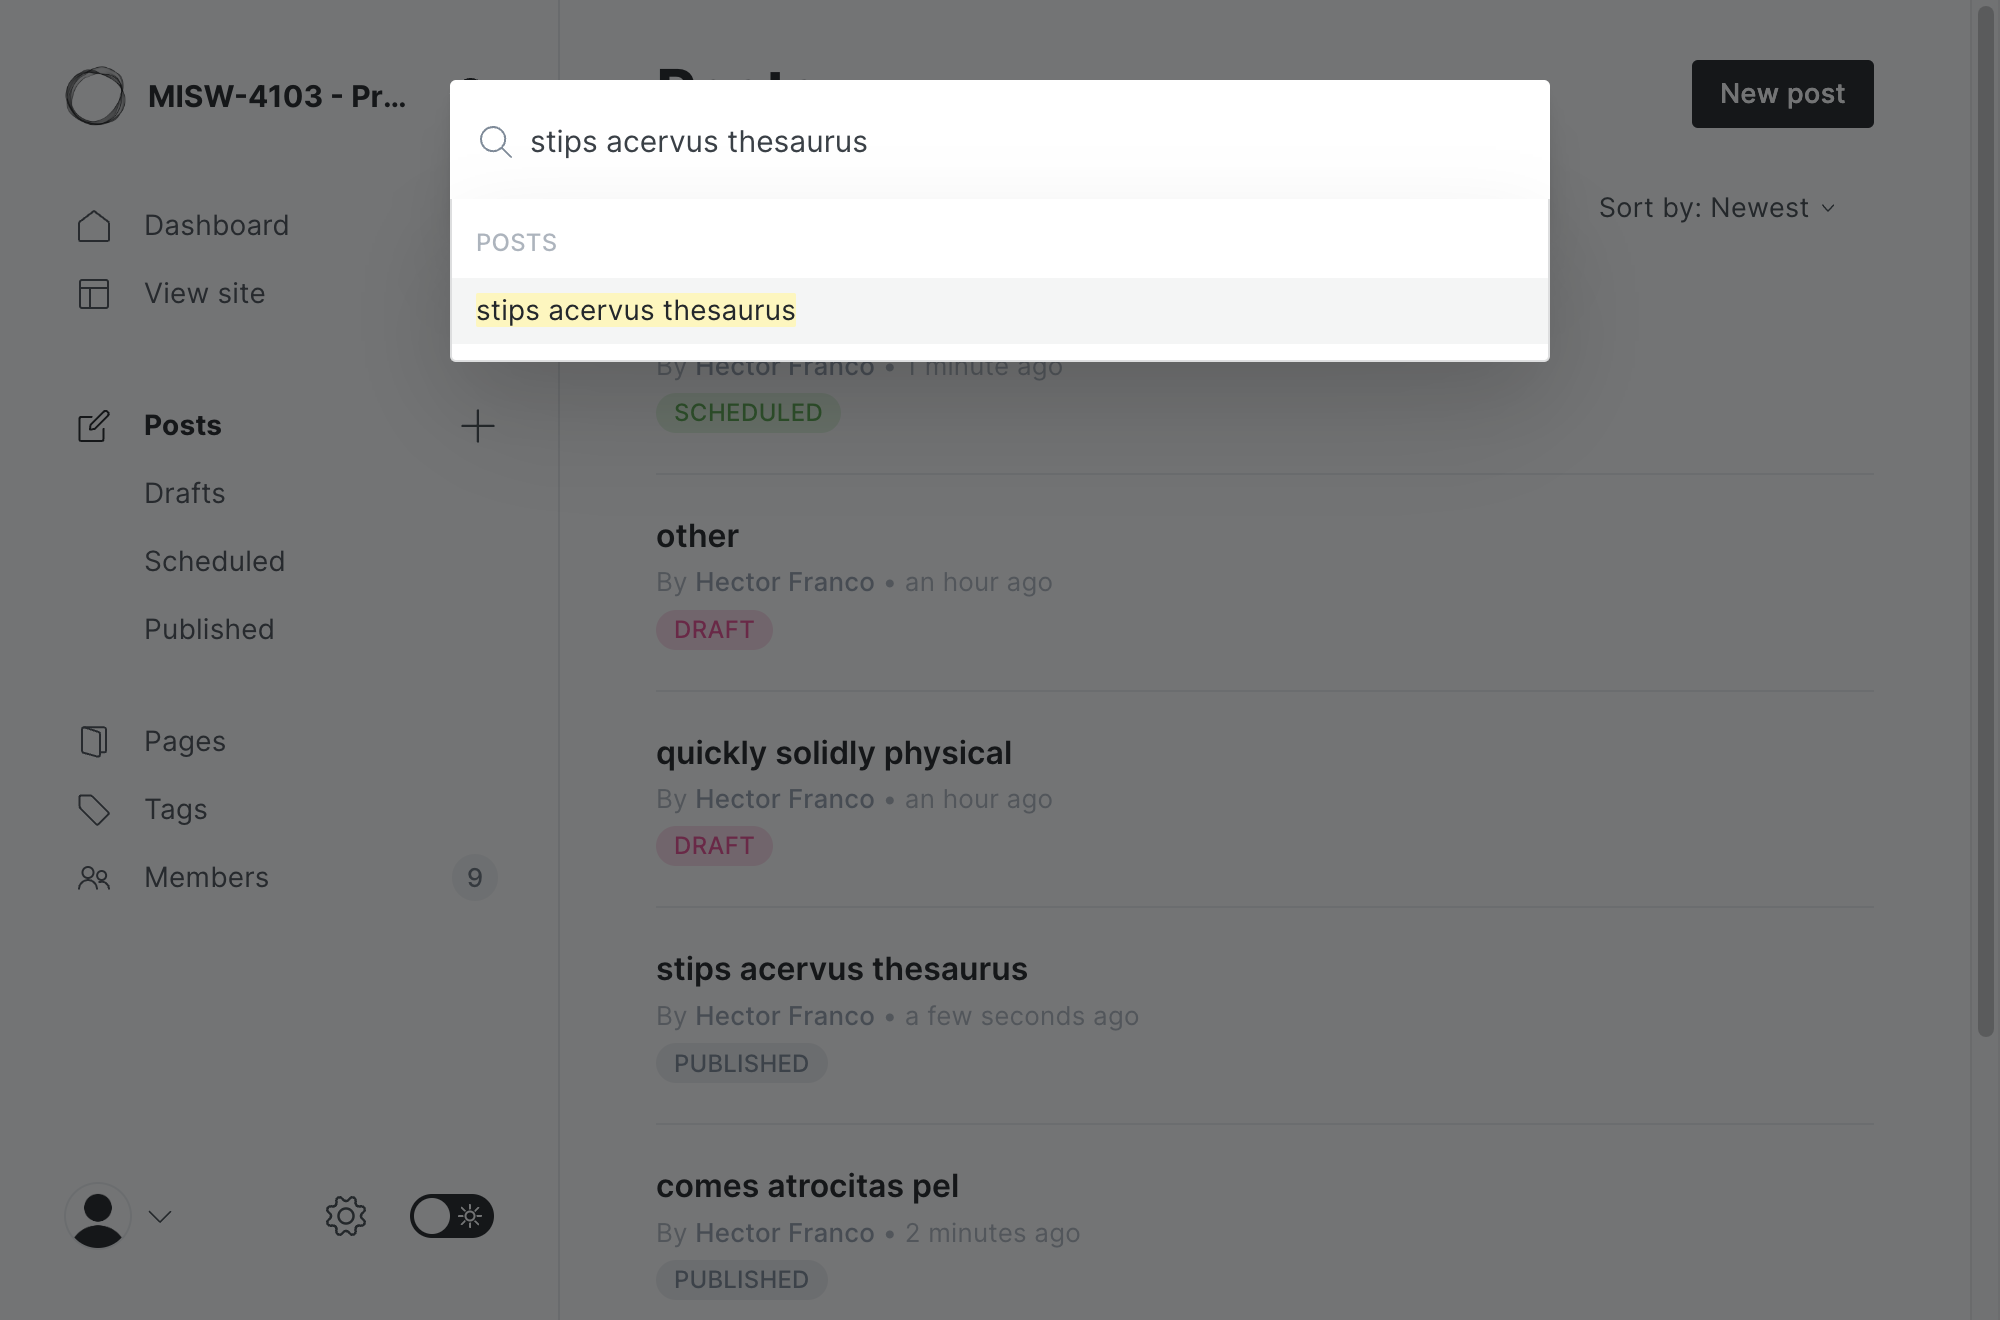 MISW-4103 - Pr...
Dashboard
View site
Posts
Drafts
Scheduled
Published
Pages
Tags
Members 9
New post
stips acervus thesaurus
POSTS
stips acervus thesaurus
Sort by: Newest
By Hector Franco • 1 minute ago
SCHEDULED
other
By Hector Franco • an hour ago
DRAFT
quickly solidly physical
By Hector Franco • an hour ago
DRAFT
stips acervus thesaurus
By Hector Franco • a few seconds ago
PUBLISHED
comes atrocitas pel
By Hector Franco • 2 minutes ago
PUBLISHED